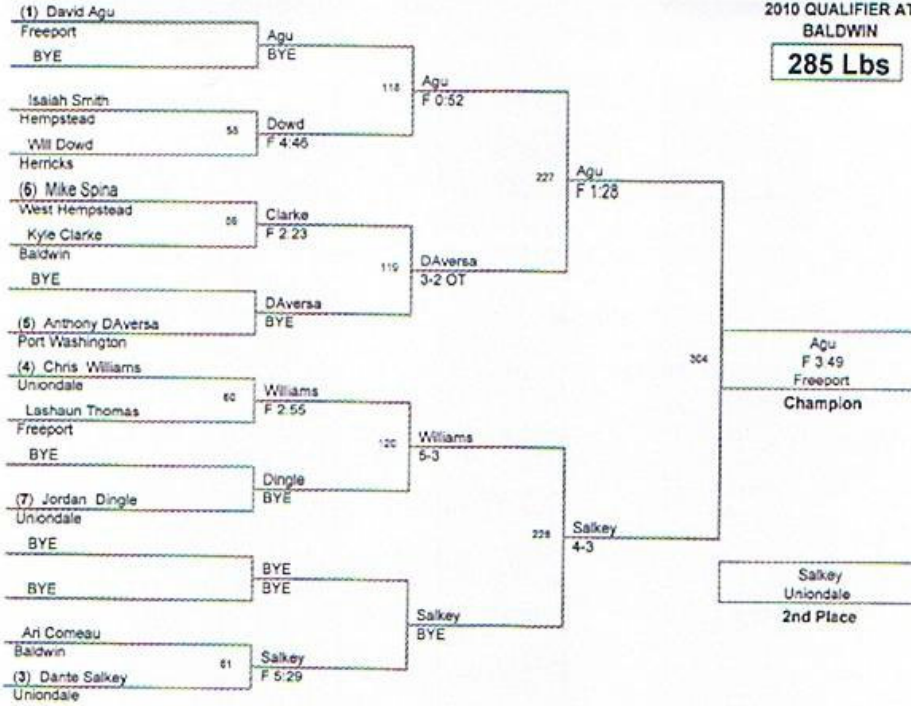 2010 QUALIFIER AT
BALDWIN
285 Lbs
(1) David Agu
Freeport
BYE
Agu
BYE
118
Agu
F 0:52
Isaiah Smith
Hempstead
Will Dowd
Herricks
Dowd
F 4:46
227
Agu
F 1:28
(6) Mike Spina
West Hempstead
Kyle Clarke
Baldwin
Clarke
F 2:23
119
DAversa
3-2 OT
BYE
(5) Anthony DAversa
Port Washington
DAversa
BYE
304
Agu
F 3:49
Freeport
Champion
(4) Chris Williams
Uniondale
Lashaun Thomas
Freeport
60
Williams
F 2:55
120
Williams
5-3
BYE
(7) Jordan Dingle
Uniondale
Dingle
BYE
228
Salkey
4-3
BYE
BYE
BYE
BYE
Salkey
BYE
Ari Comeau
Baldwin
(3) Dante Salkey
Uniondale
61
Salkey
F 5:29
Salkey
Uniondale
2nd Place